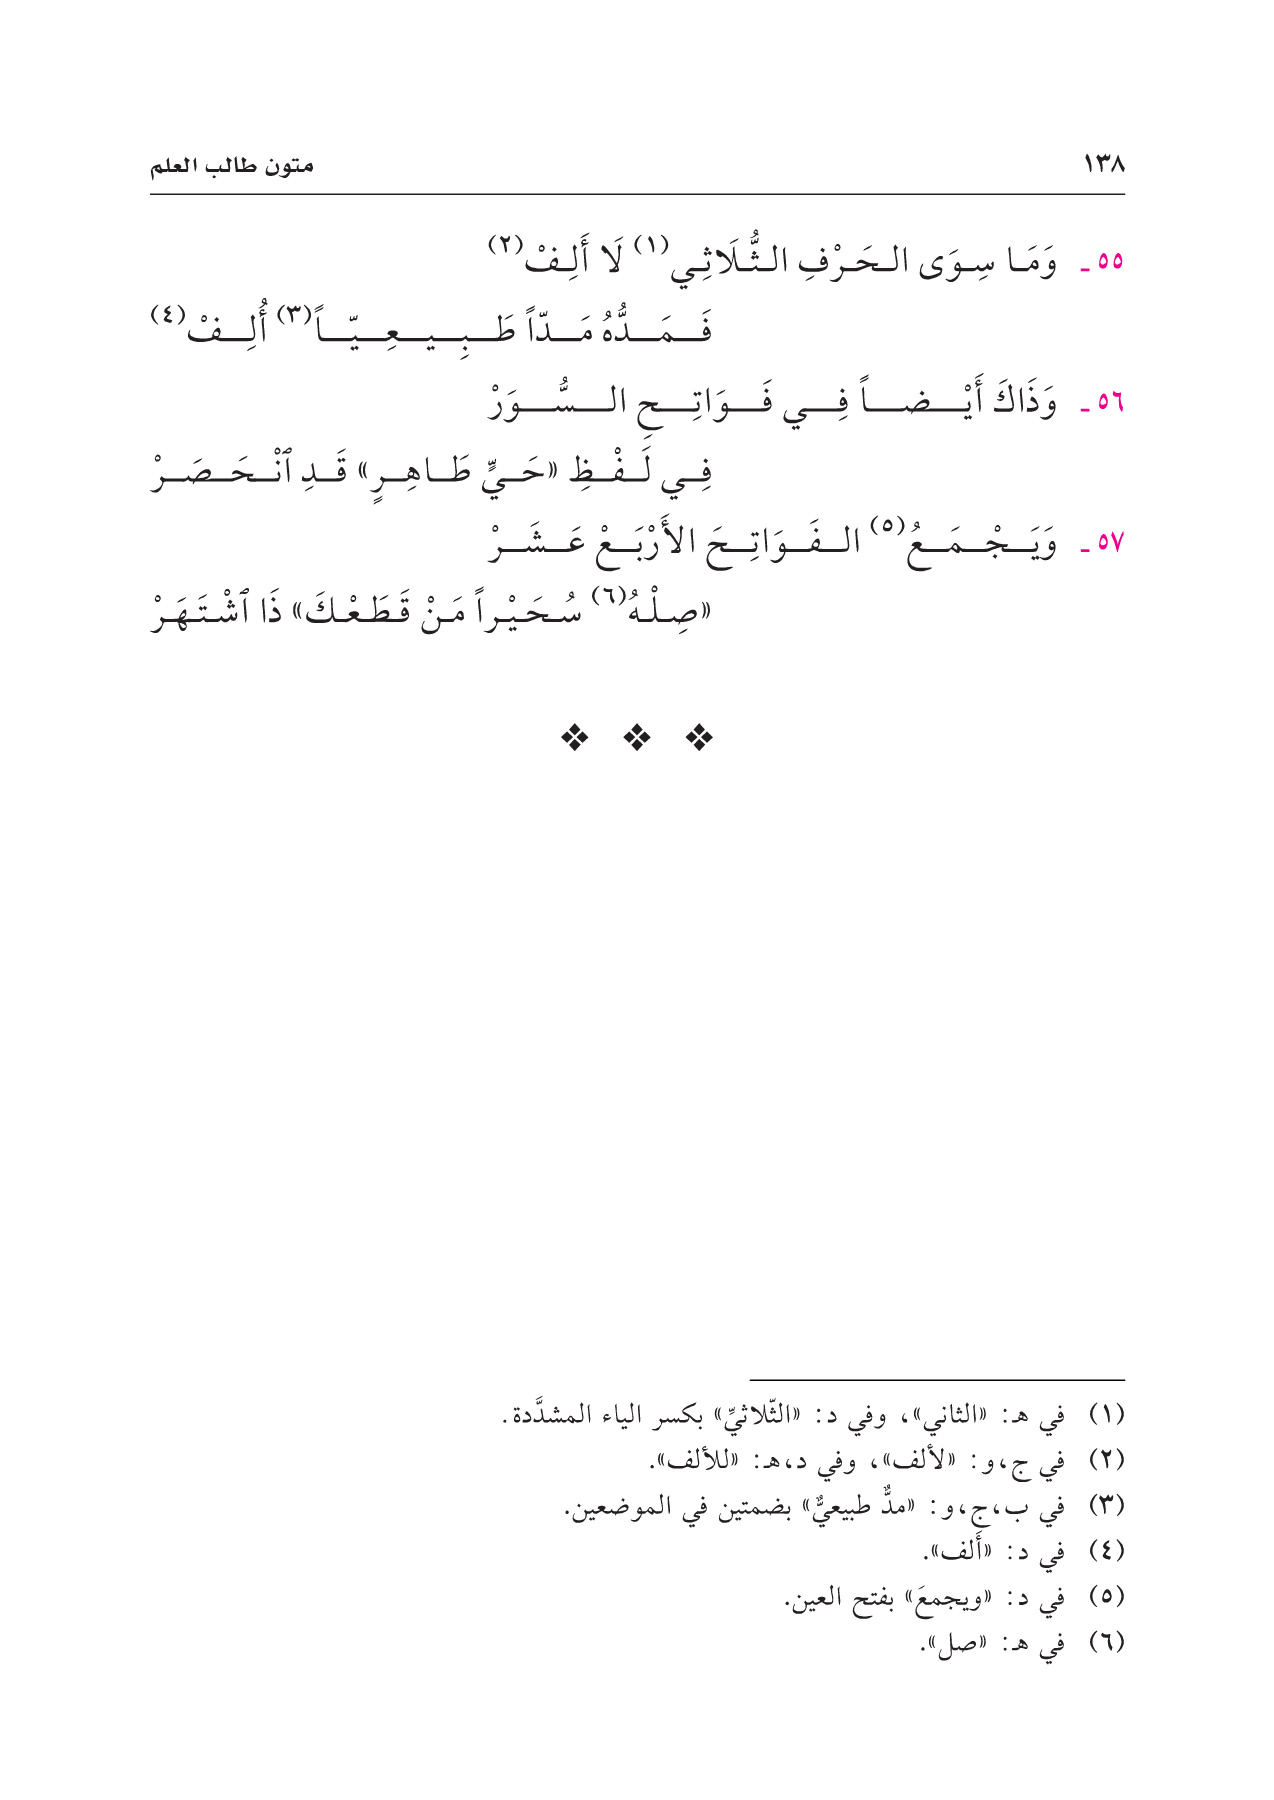 ١٣٨ متون طالب العلم
٥٥ ـ وَمَا سِوَى الحَرْفِ الثُّلَاثِي(١) لَا أَلِفْ(٢)
فَمَدُّهُ مَدّاً طَبِيعِيّاً(٣) أُلِفْ(٤)
٥٦ ـ وَذَاكَ أَيْضاً فِي فَوَاتِحِ السُّوَرْ
فِي لَفْظِ «حَيٍّ طَاهِرٍ» قَدِ ٱنْحَصَرْ
٥٧ ـ وَيَجْمَعُ(٥) الفَوَاتِحَ الأَرْبَعْ عَشَرْ
«صِلْهُ(٦) سُحَيْراً مَنْ قَطَعْكَ» ذَا ٱشْتَهَرْ
(١) في هـ: «الثاني»، وفي د: «الثّلاثيِّ» بكسر الياء المشدَّدة.
(٢) في ج،و: «لألف»، وفي د،هـ: «للألف».
(٣) في ب،ج،و: «مدٌّ طبيعيٌّ» بضمتين في الموضعين.
(٤) في د: «أَلف».
(٥) في د: «ويجمعَ» بفتح العين.
(٦) في هـ: «صل».